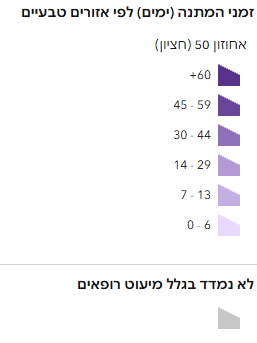 זמני המתנה (ימים) לפי אזורים טבעיים
אחוזון 50 (חציון)
60+
45 - 59
30 - 44
14 - 29
7 - 13
0 - 6
לא נמדד בגלל מיעוט רופאים